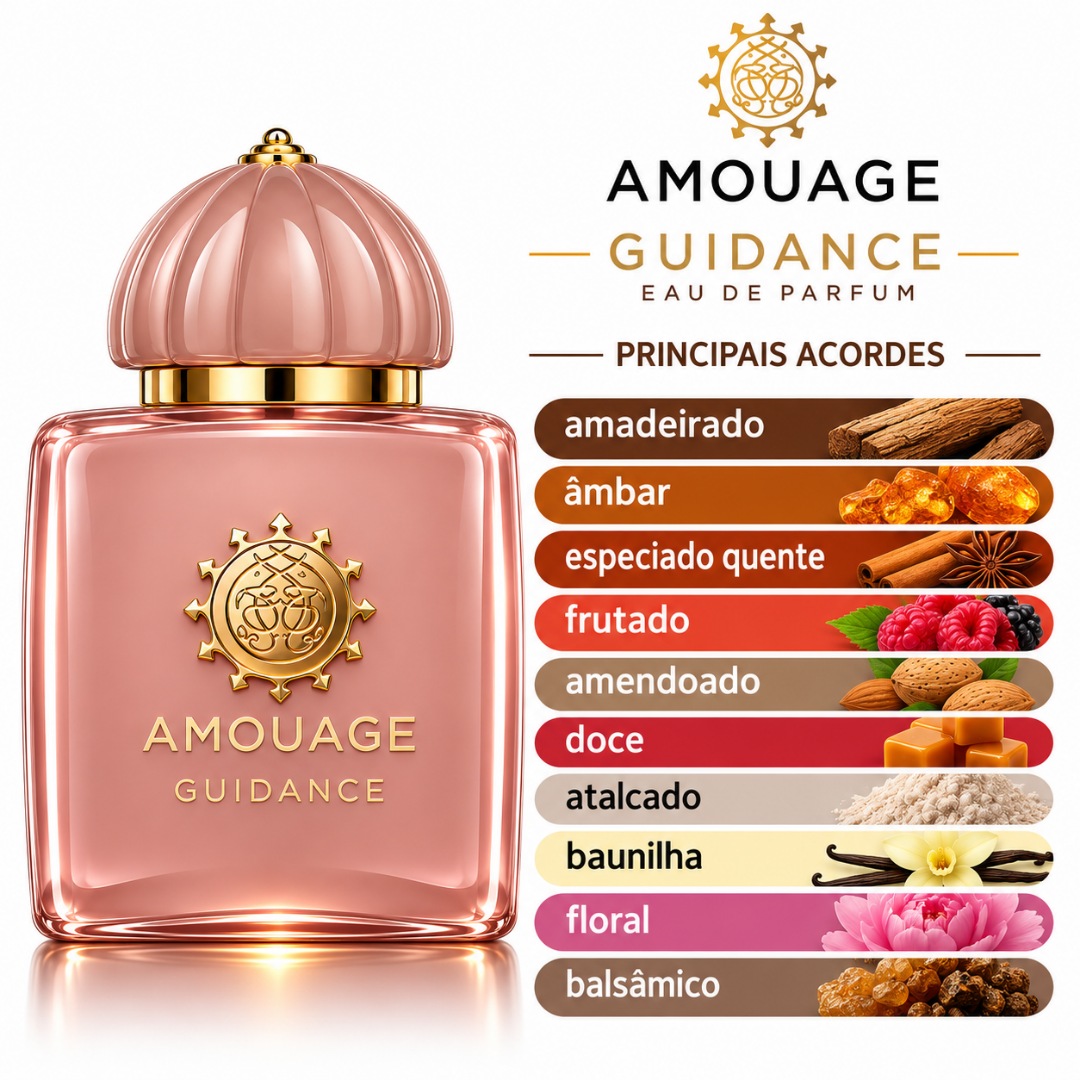 AMOUAGE
GUIDANCE
EAU DE PARFUM
PRINCIPAIS ACORDES
amadeirado
âmbar
especiado quente
frutado
amendoado
doce
atalcado
baunilha
floral
balsâmico
AMOUAGE
GUIDANCE